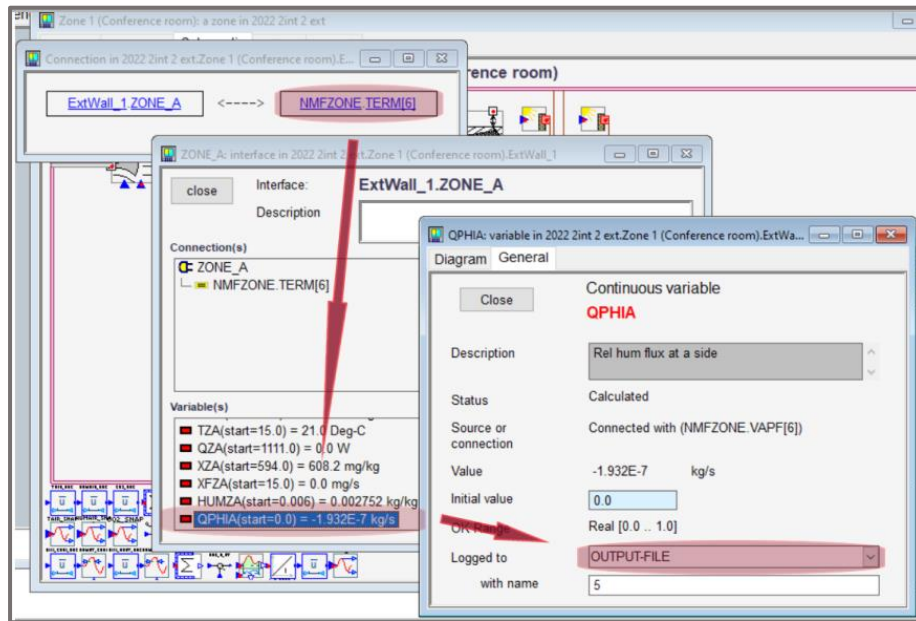 Zone 1 (Conference room): a zone in 2022 2int 2 ext
Connection in 2022 2int 2 ext.Zone 1 (Conference room).E...
rence room)
ExtWall_1.ZONE_A <----> NMFZONE.TERM[6]
ZONE_A: interface in 2022 2int 2 ext.Zone 1 (Conference room).ExtWall_1
close
Interface:
ExtWall_1.ZONE_A
Description
Connection(s)
ZONE_A
NMFZONE.TERM[6]
Variable(s)
TZA(start=15.0) = 21.0 Deg-C
QZA(start=1111.0) = 0.0 W
XZA(start=594.0) = 608.2 mg/kg
XFZA(start=15.0) = 0.0 mg/s
HUMZA(start=0.006) = 0.002752 kg/kg
QPHIA(start=0.0) = -1.932E-7 kg/s
QPHIA: variable in 2022 2int 2 ext.Zone 1 (Conference room).ExtWa...
Diagram General
Close
Continuous variable
QPHIA
Description
Rel hum flux at a side
Status
Calculated
Source or
connection
Connected with (NMFZONE.VAPF[6])
Value
-1.932E-7 kg/s
Initial value
0.0
OK Range
Real [0.0 .. 1.0]
Logged to
OUTPUT-FILE
with name
5